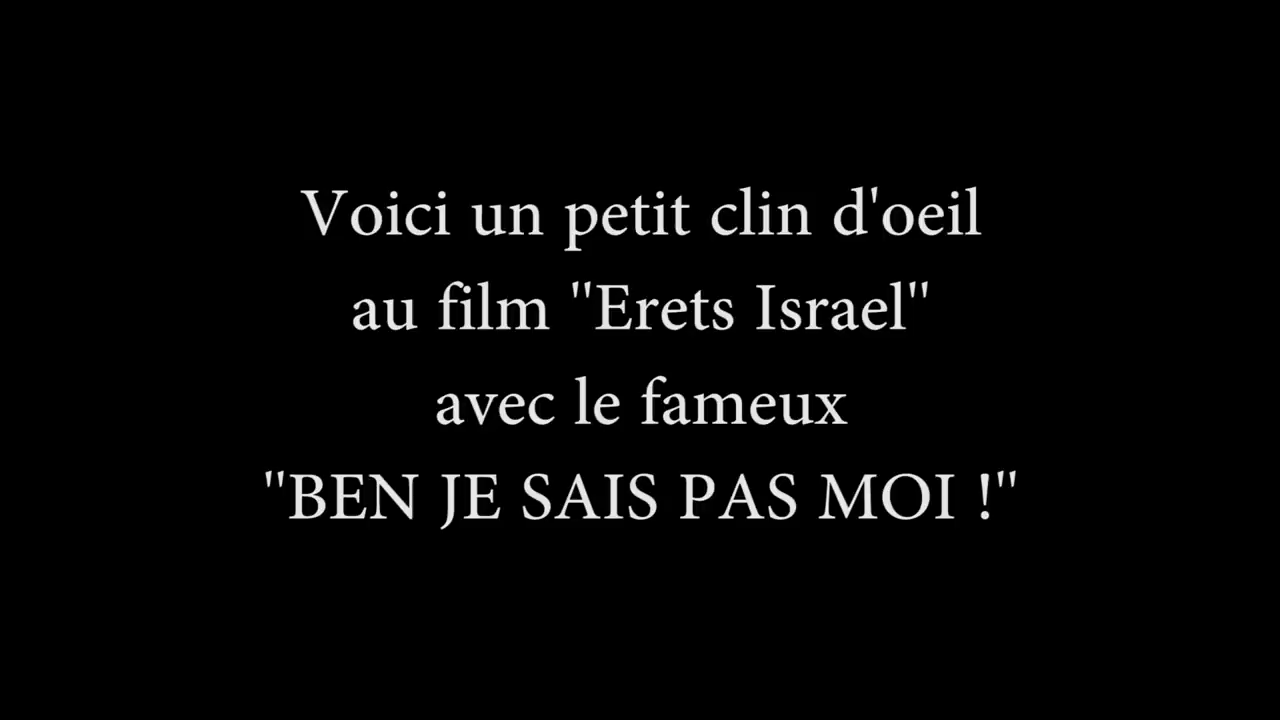 Voici un petit clin d'oeil
au film "Erets Israel"
avec le fameux
"BEN JE SAIS PAS MOI !"